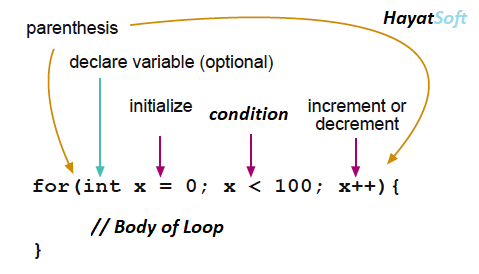 HayatSoft
parenthesis
declare variable (optional)
initialize
condition
increment or
decrement
for(int x = 0; x < 100; x++){
// Body of Loop
}